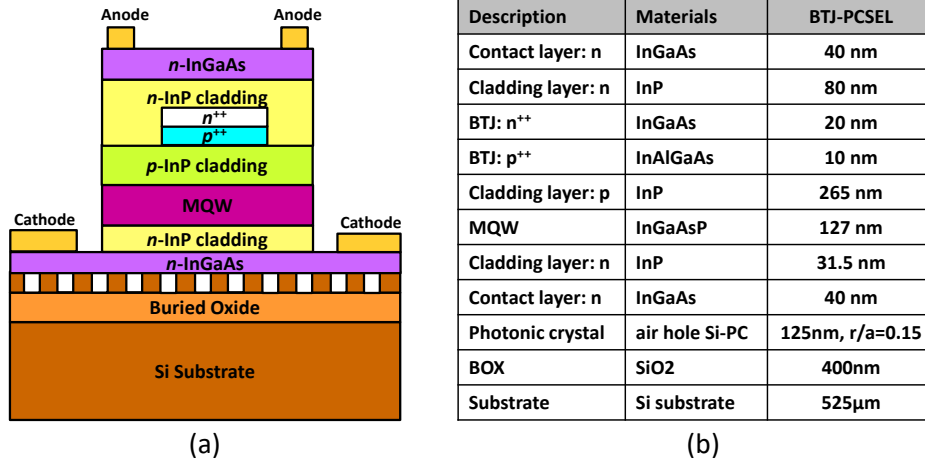 Anode Anode
n-InGaAs
n-InP cladding
n++
p++
p-InP cladding
MQW
Cathode Cathode
n-InP cladding
n-InGaAs
Buried Oxide
Si Substrate
(a)
Description Materials BTJ-PCSEL
Contact layer: n InGaAs 40 nm
Cladding layer: n InP 80 nm
BTJ: n++ InGaAs 20 nm
BTJ: p++ InAlGaAs 10 nm
Cladding layer: p InP 265 nm
MQW InGaAsP 127 nm
Cladding layer: n InP 31.5 nm
Contact layer: n InGaAs 40 nm
Photonic crystal air hole Si-PC 125nm, r/a=0.15
BOX SiO2 400nm
Substrate Si substrate 525μm
(b)